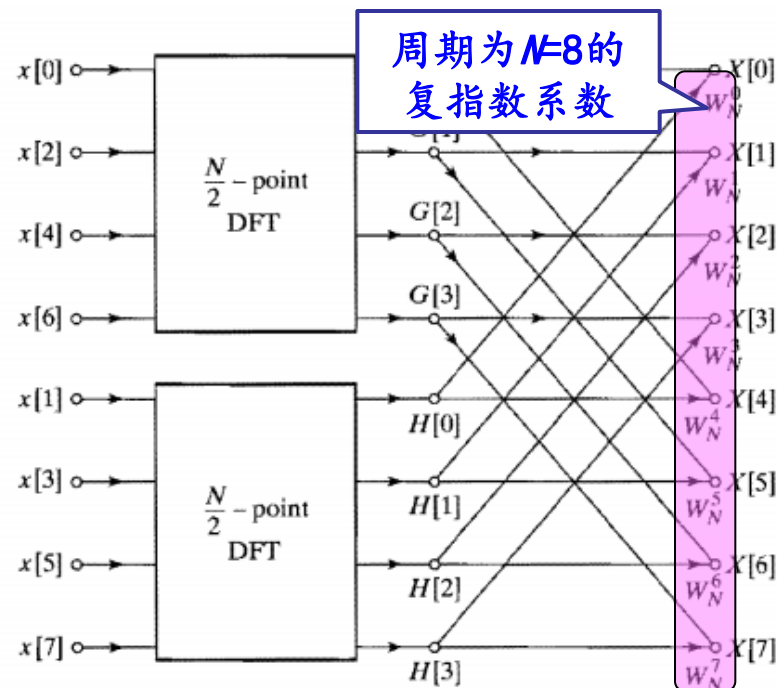 周期为N=8的
复指数系数
x[0]
x[2]
x[4]
x[6]
x[1]
x[3]
x[5]
x[7]
N/2 – point
DFT
N/2 – point
DFT
G[1]
G[2]
G[3]
H[0]
H[1]
H[2]
H[3]
X[0]
W_N^0
X[1]
W_N^1
X[2]
W_N^2
X[3]
W_N^3
X[4]
W_N^4
X[5]
W_N^5
X[6]
W_N^6
X[7]
W_N^7